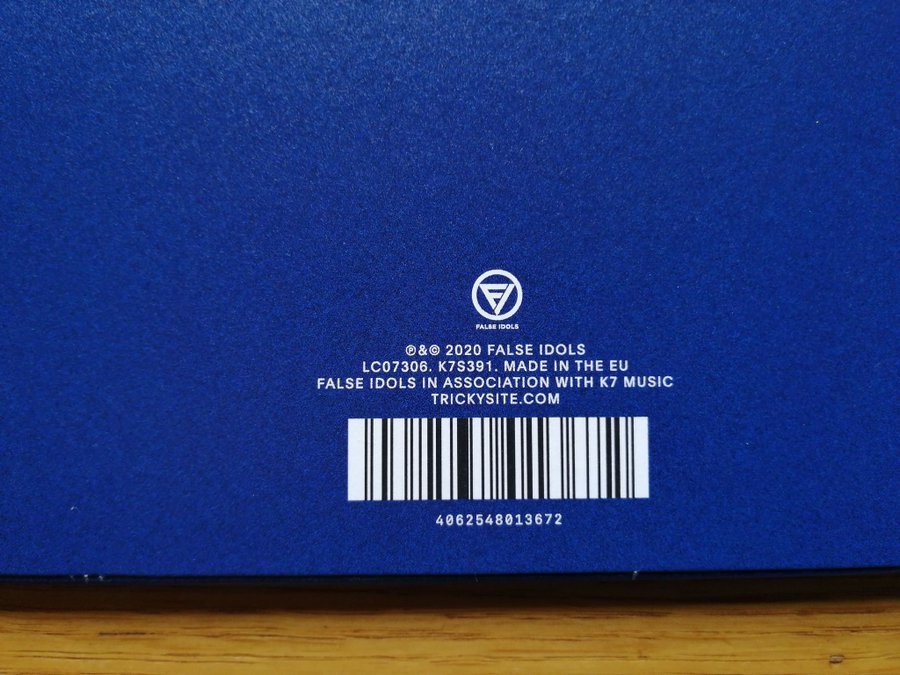 FALSE IDOLS
℗&© 2020 FALSE IDOLS
LC07306. K7S391. MADE IN THE EU
FALSE IDOLS IN ASSOCIATION WITH K7 MUSIC
TRICKYSITE.COM
4062548013672